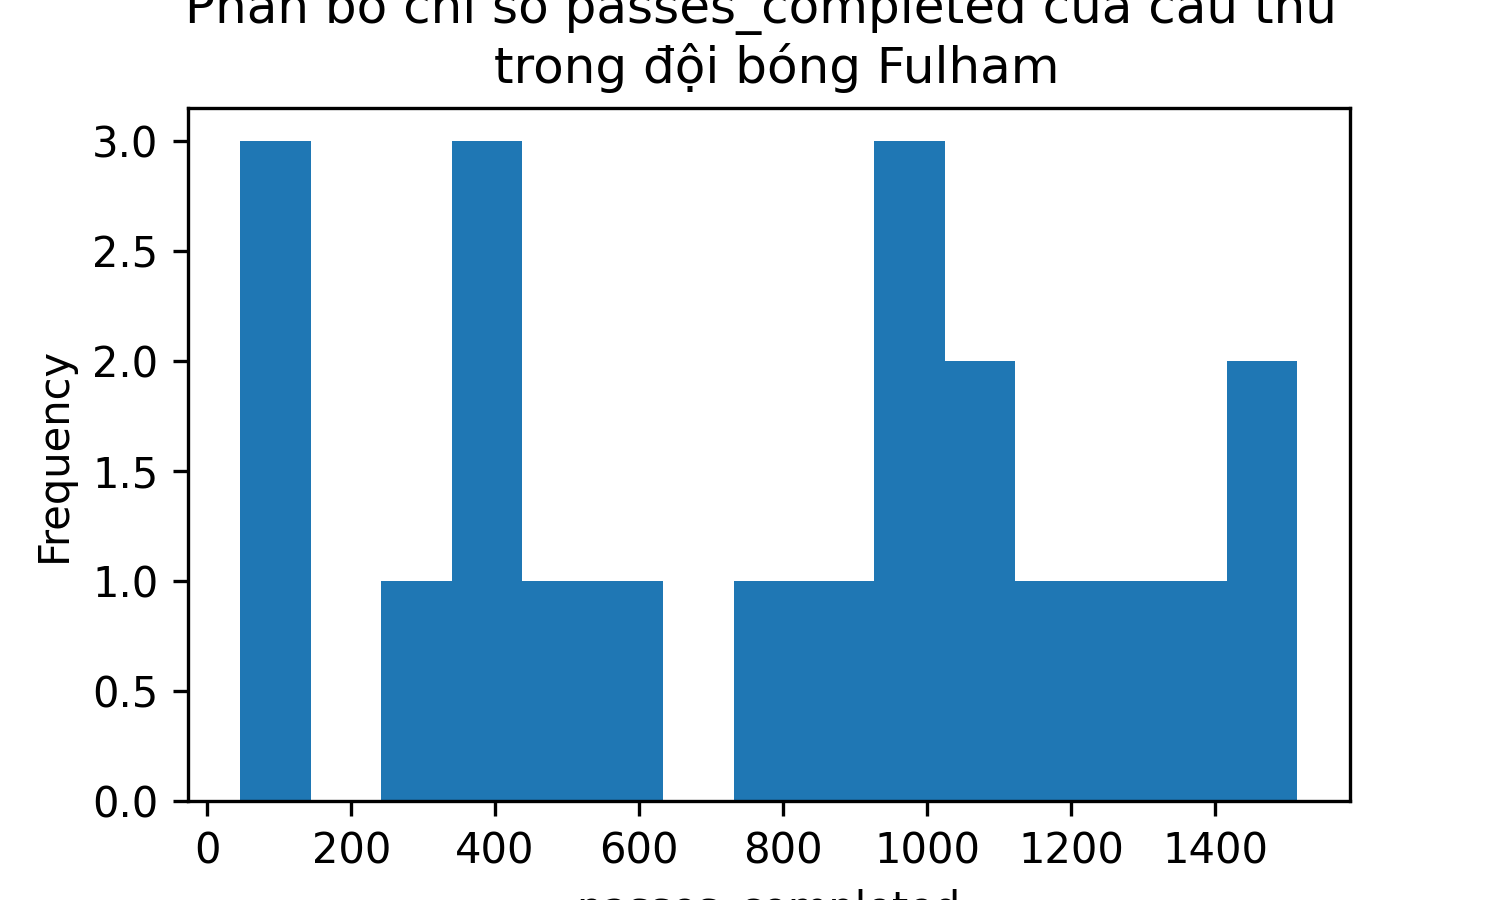 Phân bố chỉ số passes_completed của cầu thủ
trong đội bóng Fulham
3.0
2.5
2.0
1.5
1.0
0.5
0.0
Frequency
0 200 400 600 800 1000 1200 1400
passes_completed